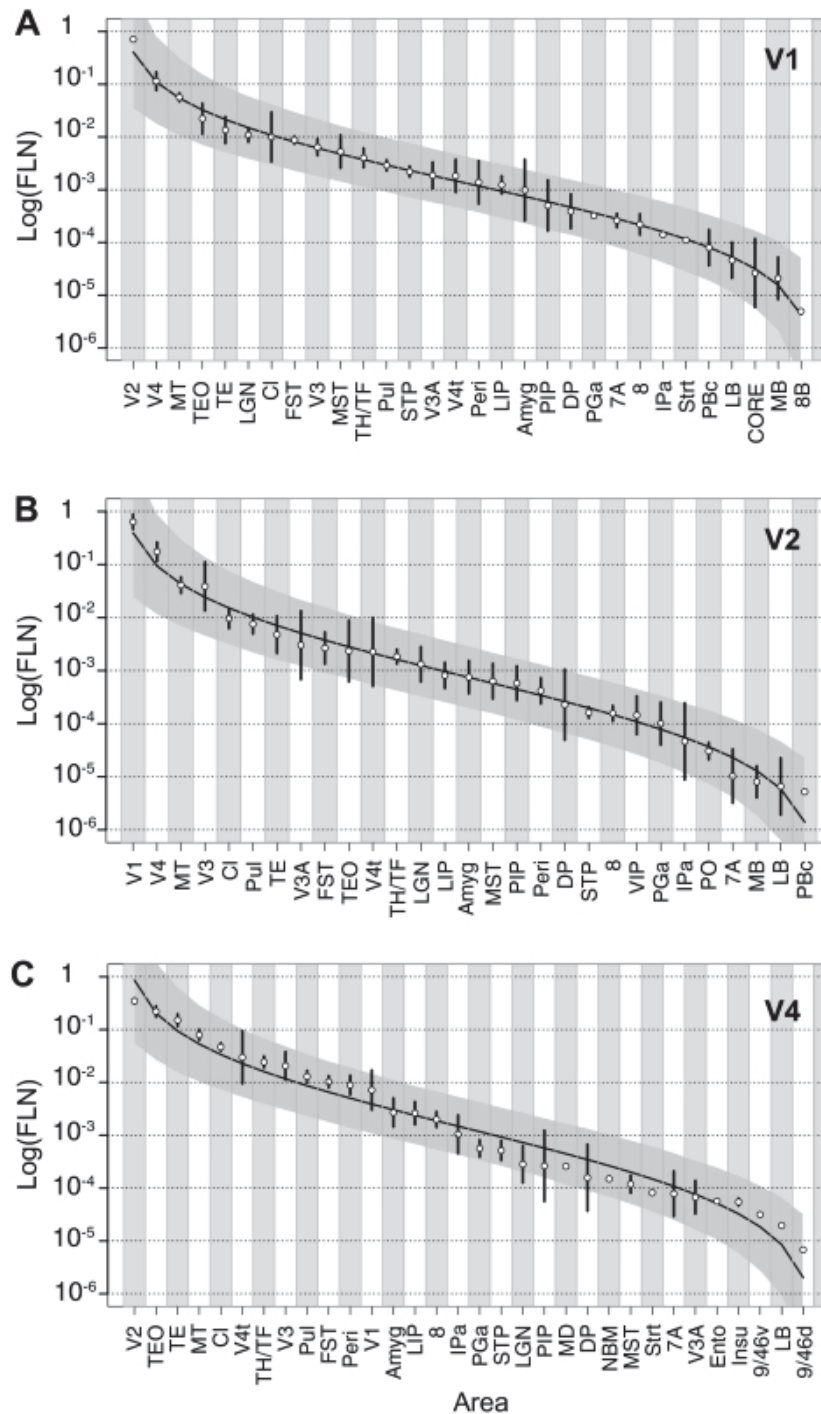 A
V1
Log(FLN)
1
10-1
10-2
10-3
10-4
10-5
10-6
V2
V4
MT
TEO
TE
LGN
Cl
FST
V3
MST
TH/TF
Pul
STP
V3A
V4t
Peri
LIP
Amyg
PIP
DP
PGa
7A
8
IPa
Strt
PBc
LB
CORE
MB
8B
B
V2
Log(FLN)
1
10-1
10-2
10-3
10-4
10-5
10-6
V1
V4
MT
V3
Cl
Pul
TE
V3A
FST
TEO
V4t
TH/TF
LGN
LIP
Amyg
MST
PIP
Peri
DP
STP
8
VIP
PGa
IPa
PO
7A
MB
LB
PBc
C
V4
Log(FLN)
1
10-1
10-2
10-3
10-4
10-5
10-6
V2
TEO
TE
MT
Cl
V4t
TH/TF
V3
Pul
FST
Peri
V1
Amyg
LIP
8
IPa
PGa
STP
LGN
PIP
MD
DP
NBM
MST
Strt
7A
V3A
Ento
Insu
9/46v
LB
9/46d
Area